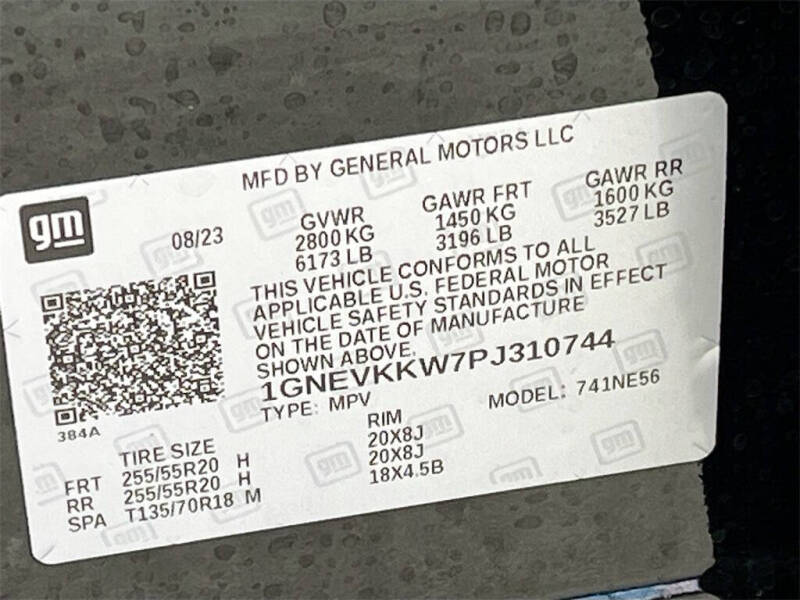 MFD BY GENERAL MOTORS LLC
gm
08/23
GVWR GAWR FRT GAWR RR
2800 KG 1450 KG 1600 KG
6173 LB 3196 LB 3527 LB
THIS VEHICLE CONFORMS TO ALL
APPLICABLE U.S. FEDERAL MOTOR
VEHICLE SAFETY STANDARDS IN EFFECT
ON THE DATE OF MANUFACTURE
SHOWN ABOVE.
1GNEVKKW7PJ310744
TYPE: MPV MODEL: 741NE56
384A
TIRE SIZE RIM
FRT 255/55R20 H 20X8J
RR 255/55R20 H 20X8J
SPA T135/70R18 M 18X4.5B